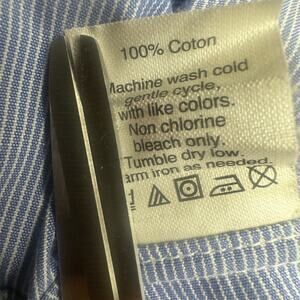 100% Coton
Machine wash cold
gentle cycle,
with like colors.
Non chlorine
bleach only.
Tumble dry low.
arm iron as needed.